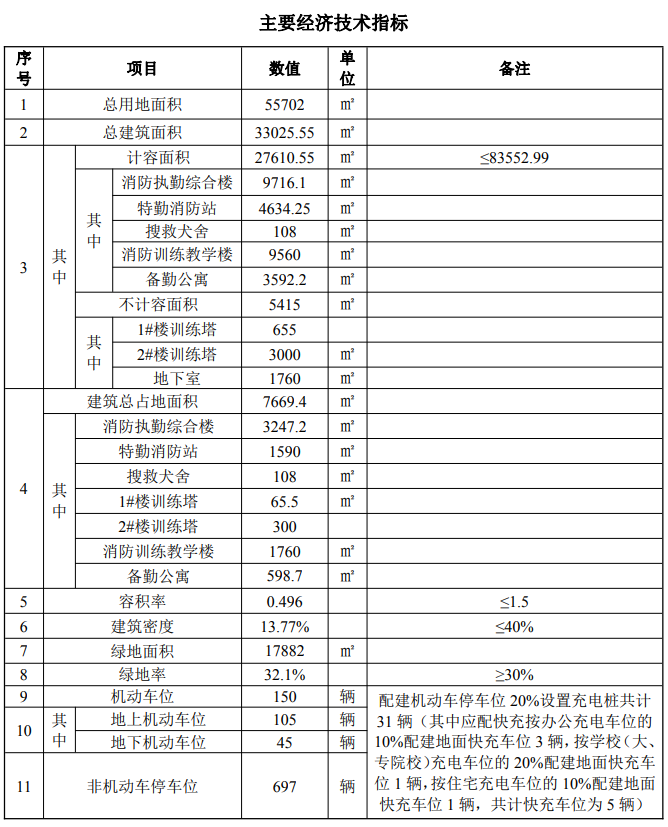 主要经济技术指标
序号 项目 数值 单位 备注
1 总用地面积 55702 ㎡
2 总建筑面积 33025.55 ㎡
3 其中 计容面积 27610.55 ㎡ ≤83552.99
其中 消防执勤综合楼 9716.1 ㎡
特勤消防站 4634.25 ㎡
搜救犬舍 108 ㎡
消防训练教学楼 9560 ㎡
备勤公寓 3592.2 ㎡
不计容面积 5415 ㎡
其中 1#楼训练塔 655
2#楼训练塔 3000 ㎡
地下室 1760 ㎡
4 建筑总占地面积 7669.4 ㎡
其中 消防执勤综合楼 3247.2 ㎡
特勤消防站 1590 ㎡
搜救犬舍 108 ㎡
1#楼训练塔 65.5 ㎡
2#楼训练塔 300
消防训练教学楼 1760 ㎡
备勤公寓 598.7 ㎡
5 容积率 0.496 ≤1.5
6 建筑密度 13.77% ≤40%
7 绿地面积 17882 ㎡
8 绿地率 32.1% ≥30%
9 机动车位 150 辆
10 其中 地上机动车位 105 辆
地下机动车位 45 辆
11 非机动车停车位 697 辆
配建机动车停车位 20%设置充电桩共计
31 辆（其中应配快充按办公充电车位的
10%配建地面快充车位 3 辆，按学校（大、
专院校）充电车位的 20%配建地面快充车
位 1 辆，按住宅充电车位的 10%配建地面
快充车位 1 辆，共计快充车位为 5 辆）